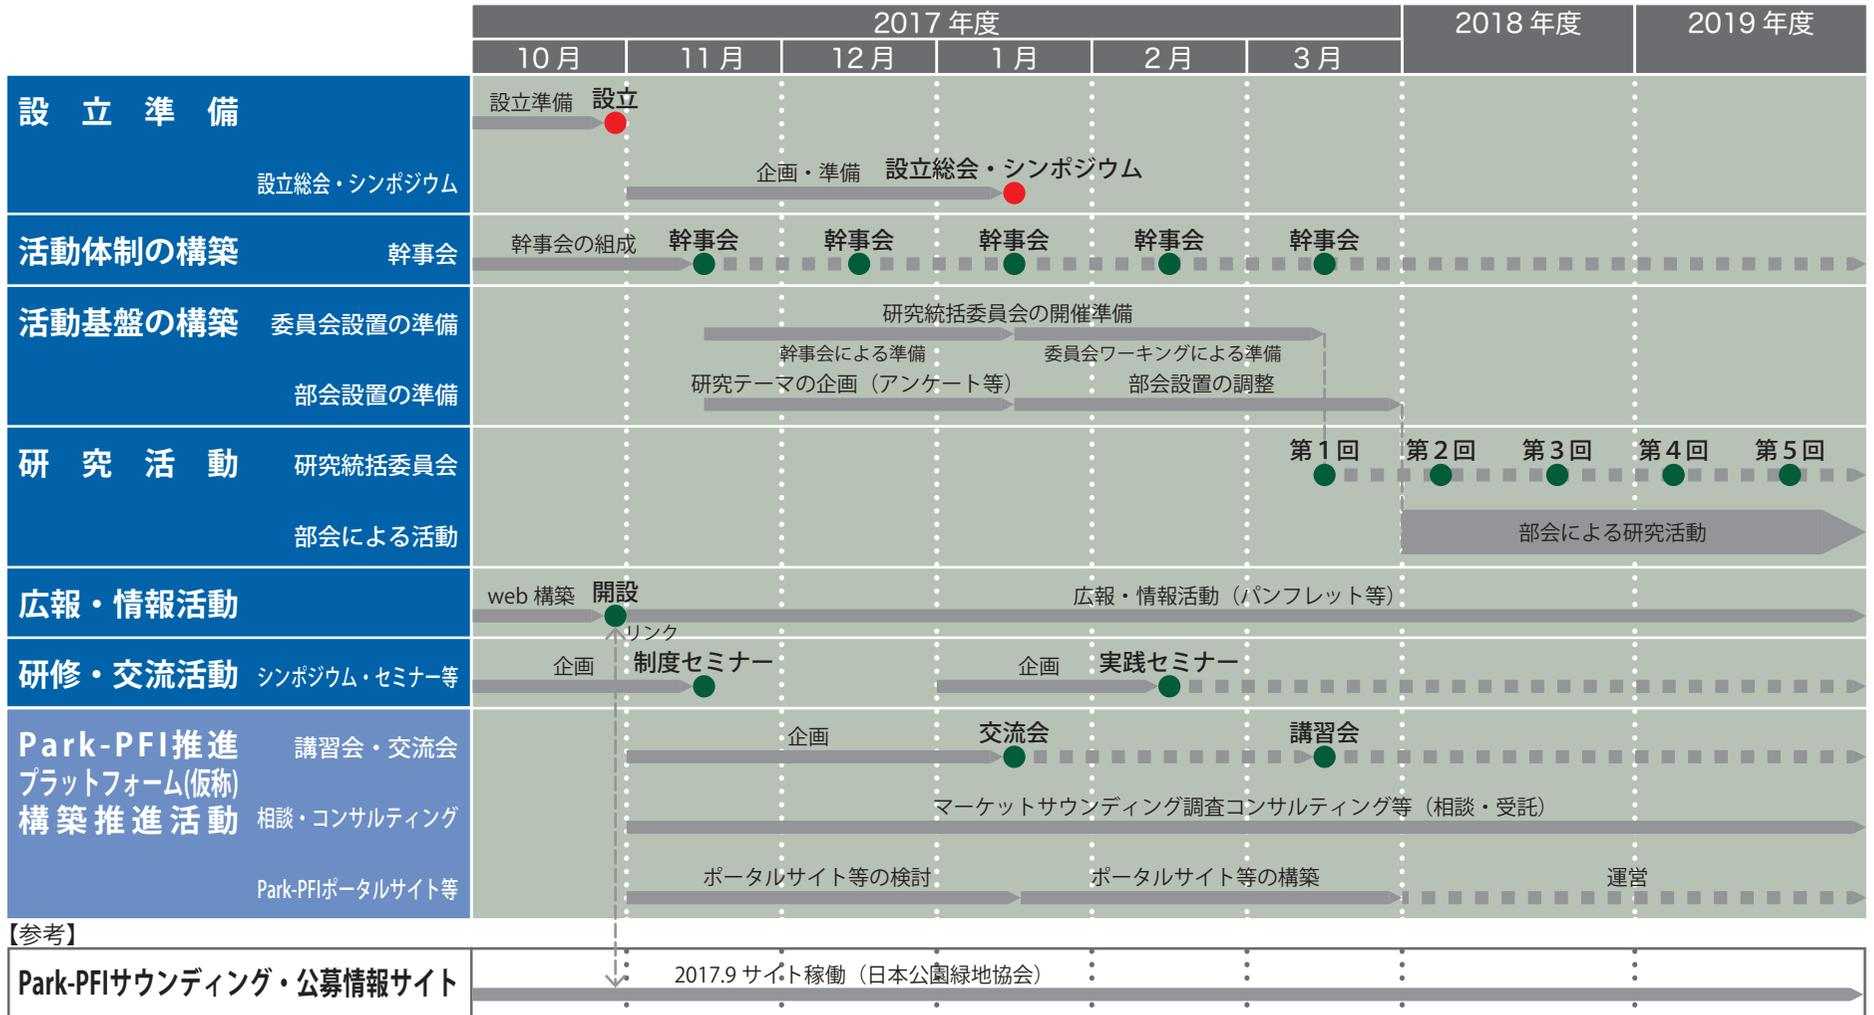 2017年度 2018年度 2019年度
10月 11月 12月 1月 2月 3月
設立準備 設立準備 設立
設立総会・シンポジウム 企画・準備 設立総会・シンポジウム
活動体制の構築 幹事会 幹事会の組成 幹事会 幹事会 幹事会 幹事会 幹事会
活動基盤の構築 委員会設置の準備 研究統括委員会の開催準備
幹事会による準備 委員会ワーキングによる準備
部会設置の準備 研究テーマの企画（アンケート等） 部会設置の調整
研究活動 研究統括委員会 第1回 第2回 第3回 第4回 第5回
部会による活動 部会による研究活動
広報・情報活動 web構築 開設 広報・情報活動（パンフレット等）
リンク
研修・交流活動 シンポジウム・セミナー等 企画 制度セミナー 企画 実践セミナー
Park-PFI推進 講習会・交流会 企画 交流会 講習会
プラットフォーム(仮称)
構築推進活動 相談・コンサルティング マーケットサウンディング調査コンサルティング等（相談・受託）
Park-PFIポータルサイト等 ポータルサイト等の検討 ポータルサイト等の構築 運営
【参考】
Park-PFIサウンディング・公募情報サイト 2017.9サイト稼働（日本公園緑地協会）